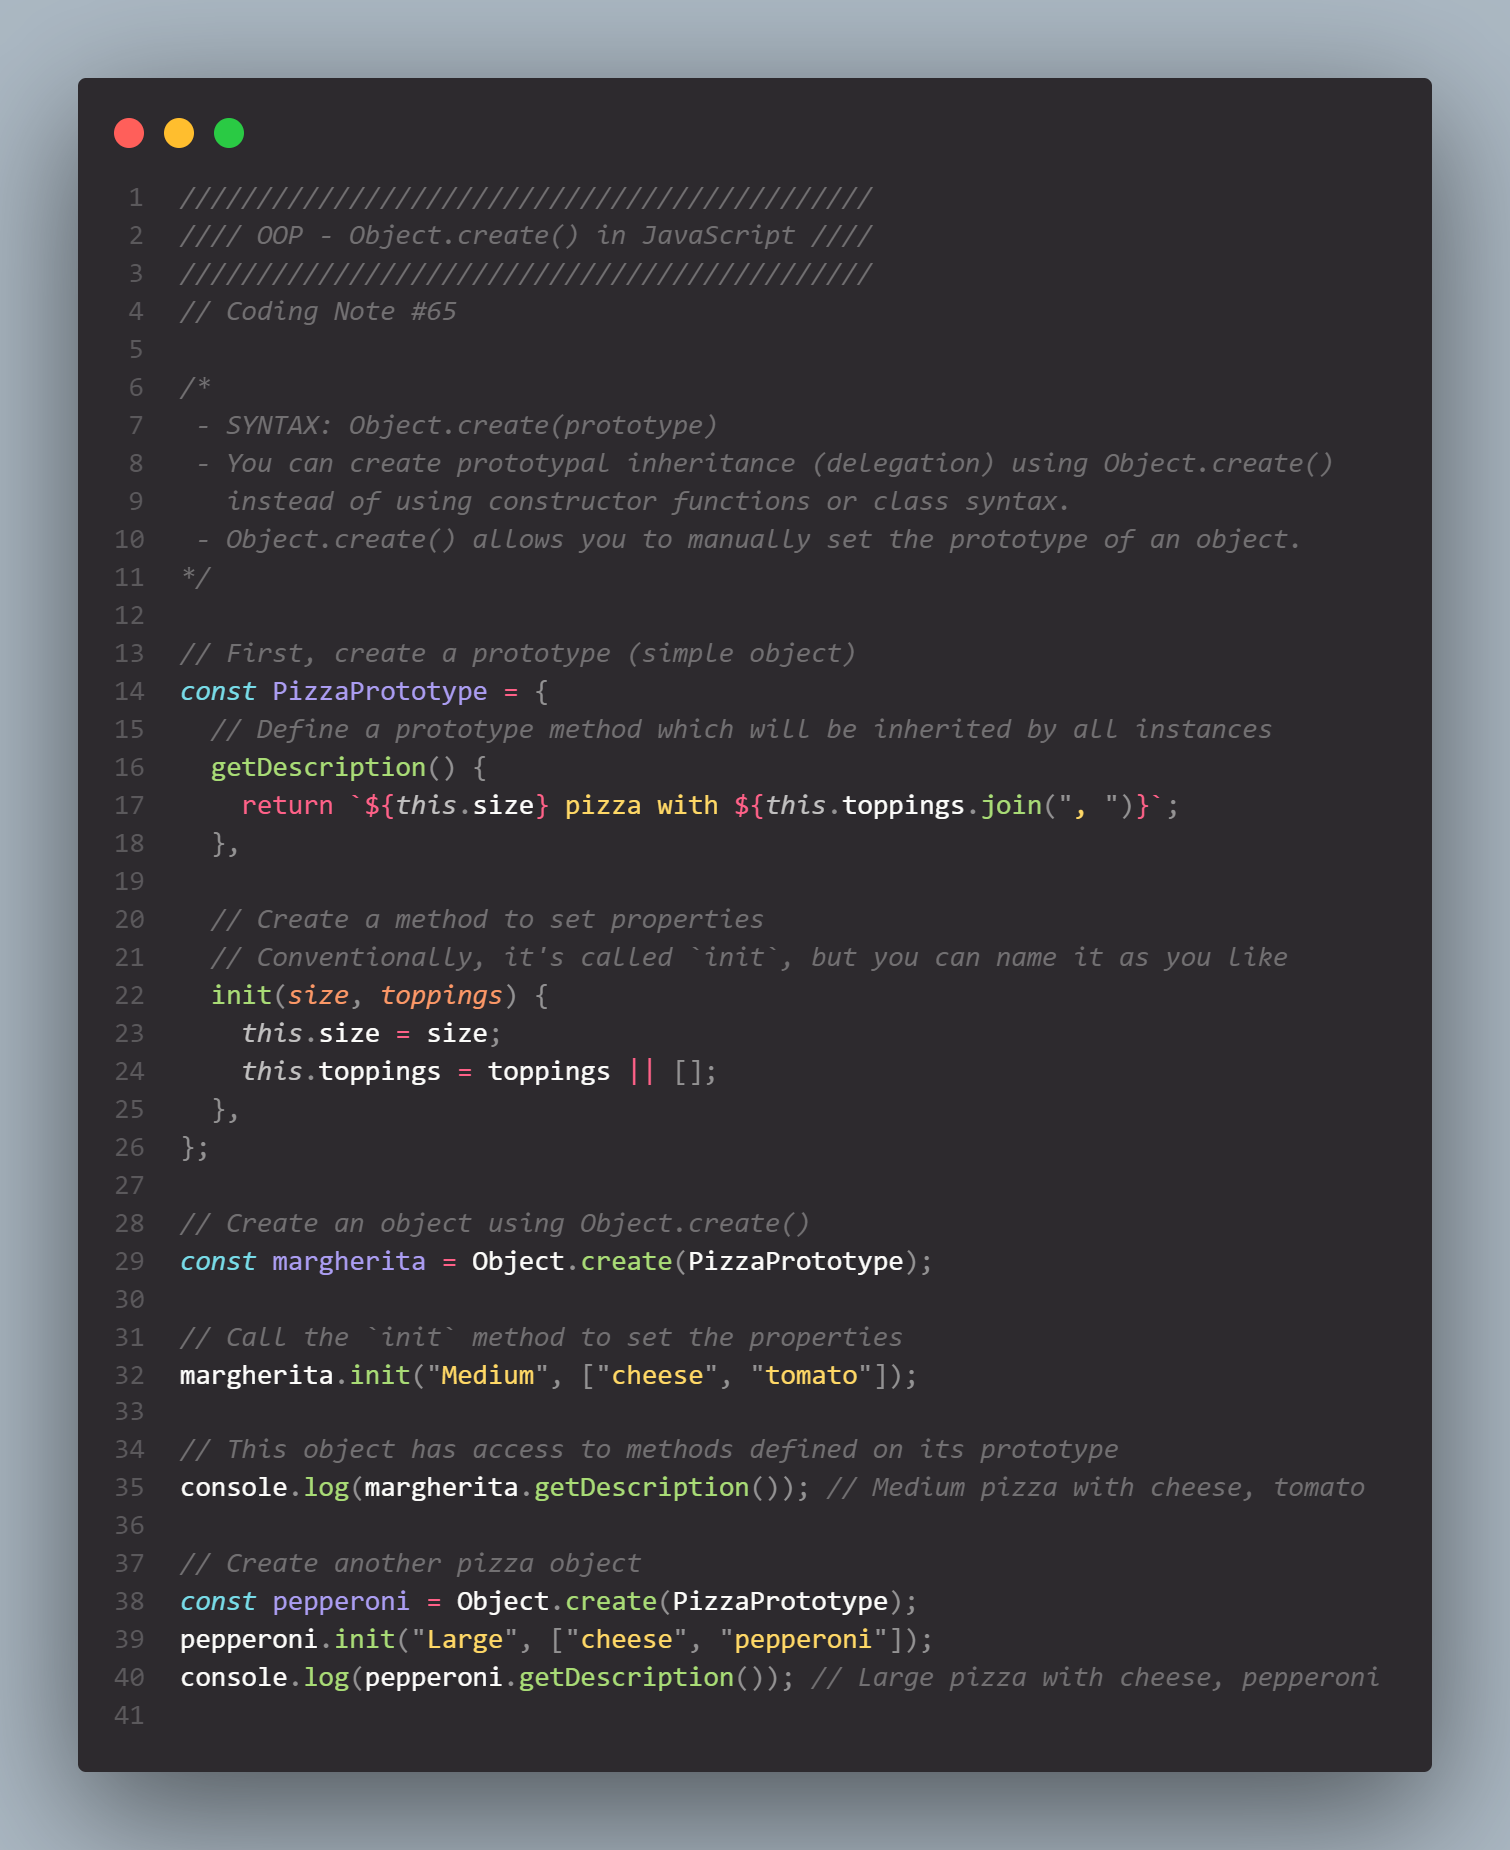 1 /////////////////////////////////////////////
2 //// OOP - Object.create() in JavaScript ////
3 /////////////////////////////////////////////
4 // Coding Note #65
5
6 /*
7  - SYNTAX: Object.create(prototype)
8  - You can create prototypal inheritance (delegation) using Object.create()
9    instead of using constructor functions or class syntax.
10  - Object.create() allows you to manually set the prototype of an object.
11 */
12
13 // First, create a prototype (simple object)
14 const PizzaPrototype = {
15   // Define a prototype method which will be inherited by all instances
16   getDescription() {
17     return `${this.size} pizza with ${this.toppings.join(", ")}`;
18   },
19
20   // Create a method to set properties
21   // Conventionally, it's called `init`, but you can name it as you like
22   init(size, toppings) {
23     this.size = size;
24     this.toppings = toppings || [];
25   },
26 };
27
28 // Create an object using Object.create()
29 const margherita = Object.create(PizzaPrototype);
30
31 // Call the `init` method to set the properties
32 margherita.init("Medium", ["cheese", "tomato"]);
33
34 // This object has access to methods defined on its prototype
35 console.log(margherita.getDescription()); // Medium pizza with cheese, tomato
36
37 // Create another pizza object
38 const pepperoni = Object.create(PizzaPrototype);
39 pepperoni.init("Large", ["cheese", "pepperoni"]);
40 console.log(pepperoni.getDescription()); // Large pizza with cheese, pepperoni
41